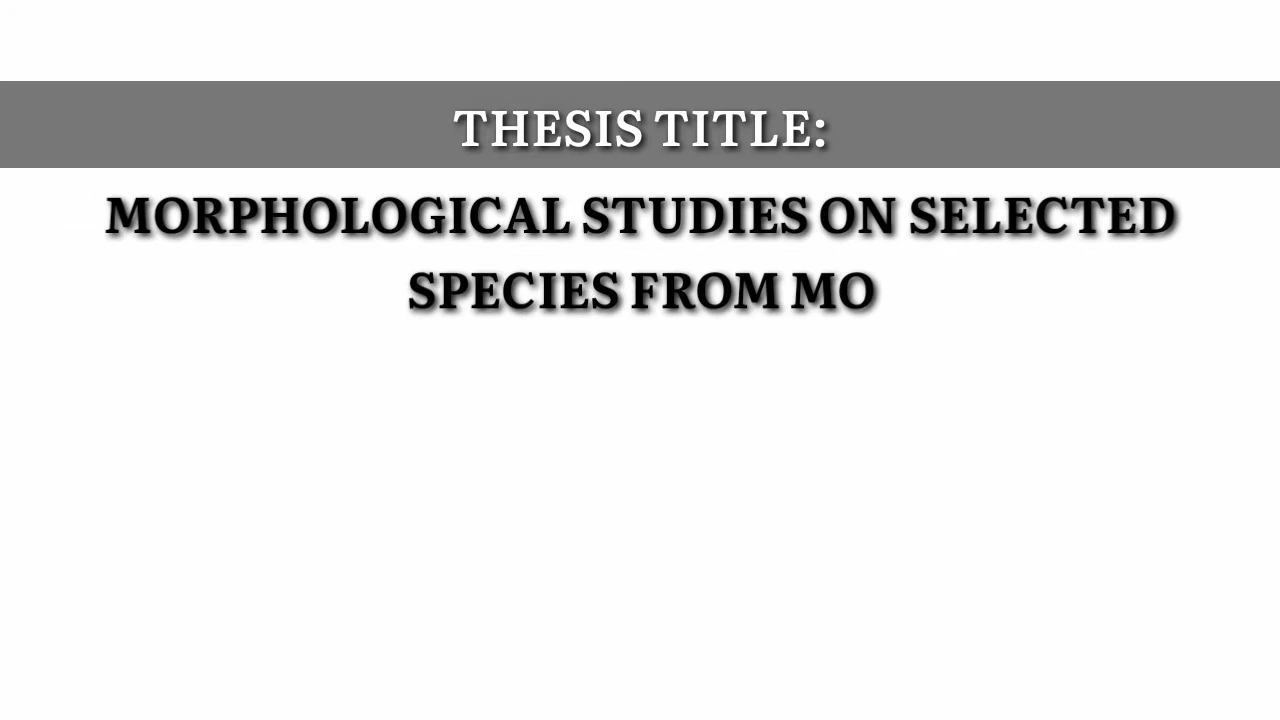 THESIS TITLE:
MORPHOLOGICAL STUDIES ON SELECTED
SPECIES FROM MO